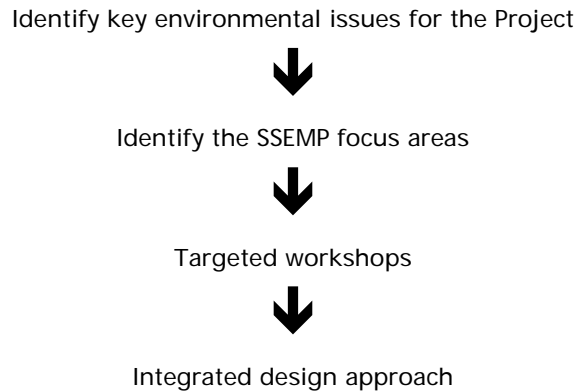 Identify key environmental issues for the Project
Identify the SSEMP focus areas
Targeted workshops
Integrated design approach